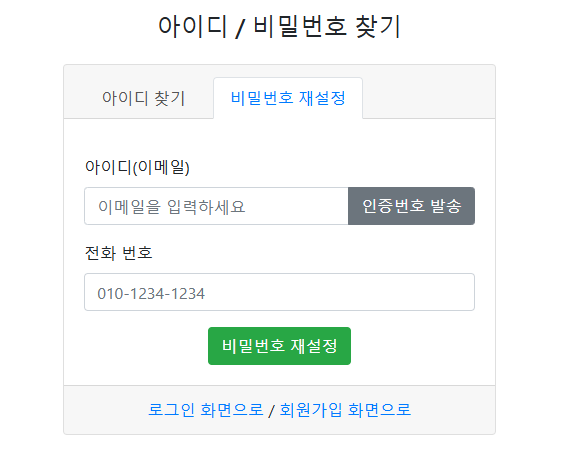 아이디 / 비밀번호 찾기
아이디 찾기 비밀번호 재설정
아이디(이메일)
이메일을 입력하세요 인증번호 발송
전화 번호
010-1234-1234
비밀번호 재설정
로그인 화면으로 / 회원가입 화면으로